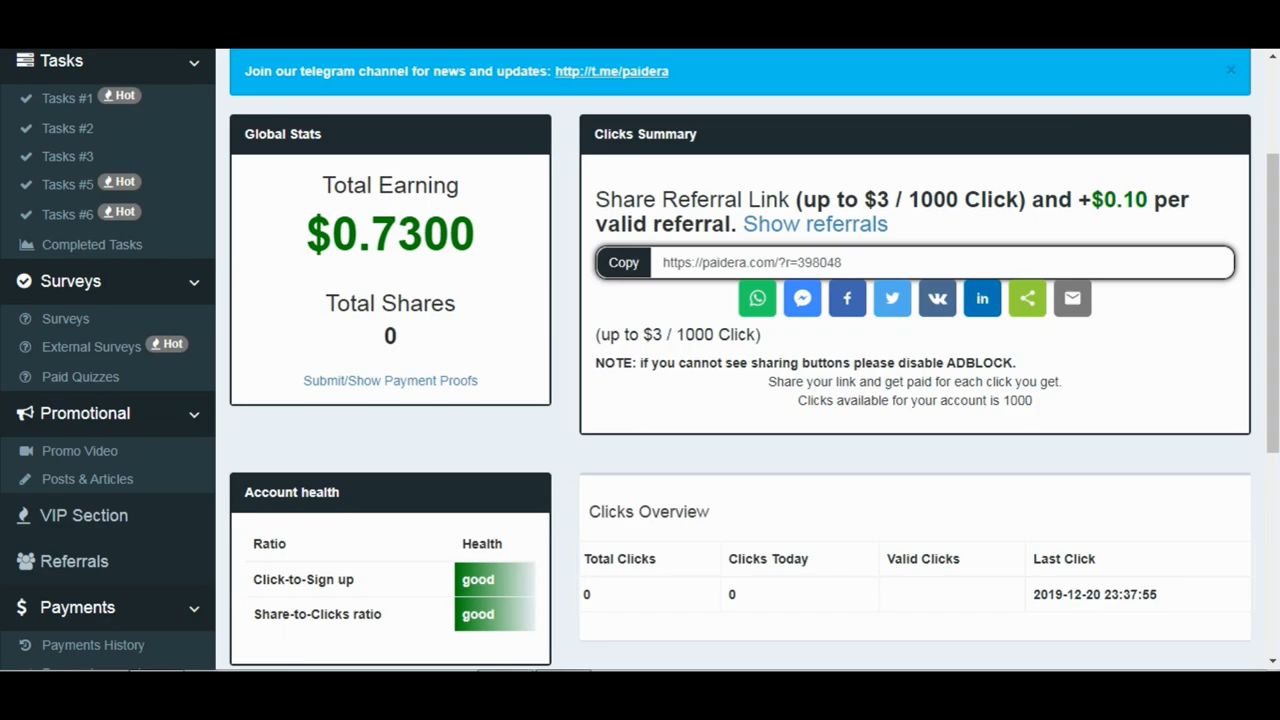 Tasks
Tasks #1 Hot
Tasks #2
Tasks #3
Tasks #5 Hot
Tasks #6 Hot
Completed Tasks
Surveys
Surveys
External Surveys Hot
Paid Quizzes
Promotional
Promo Video
Posts & Articles
VIP Section
Referrals
$ Payments
Payments History
Join our telegram channel for news and updates: http://t.me/paidera ×
Global Stats
Total Earning
$0.7300
Total Shares
0
Submit/Show Payment Proofs
Clicks Summary
Share Referral Link (up to $3 / 1000 Click) and +$0.10 per
valid referral. Show referrals
Copy https://paidera.com/?r=398048
(up to $3 / 1000 Click)
NOTE: if you cannot see sharing buttons please disable ADBLOCK.
Share your link and get paid for each click you get.
Clicks available for your account is 1000
Account health
Ratio Health
Click-to-Sign up good
Share-to-Clicks ratio good
Clicks Overview
Total Clicks Clicks Today Valid Clicks Last Click
0 0 2019-12-20 23:37:55